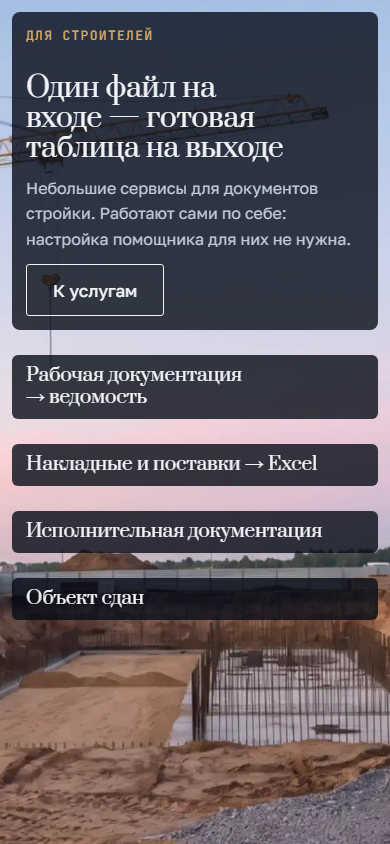 ДЛЯ СТРОИТЕЛЕЙ
Один файл на
входе — готовая
таблица на выходе
Небольшие сервисы для документов
стройки. Работают сами по себе:
настройка помощника для них не нужна.
К услугам
Рабочая документация
→ ведомость
Накладные и поставки → Excel
Исполнительная документация
Объект сдан